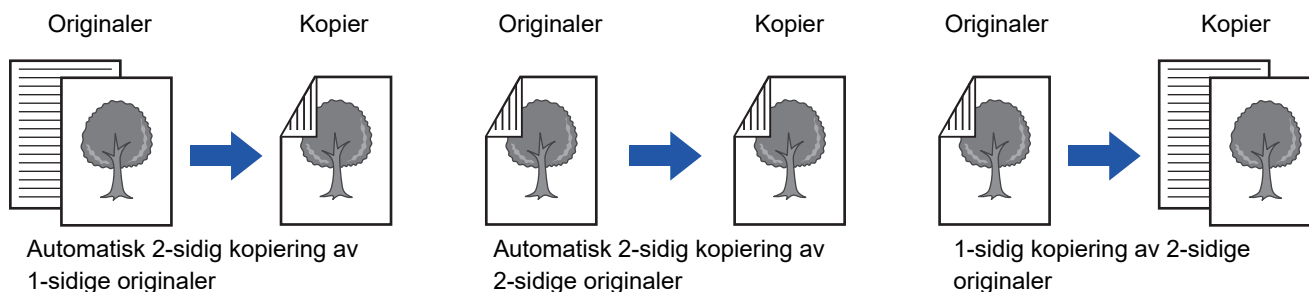 Originaler
Kopier
Originaler
Kopier
Originaler
Kopier
Automatisk 2-sidig kopiering av
1-sidige originaler
Automatisk 2-sidig kopiering av
2-sidige originaler
1-sidig kopiering av 2-sidige
originaler